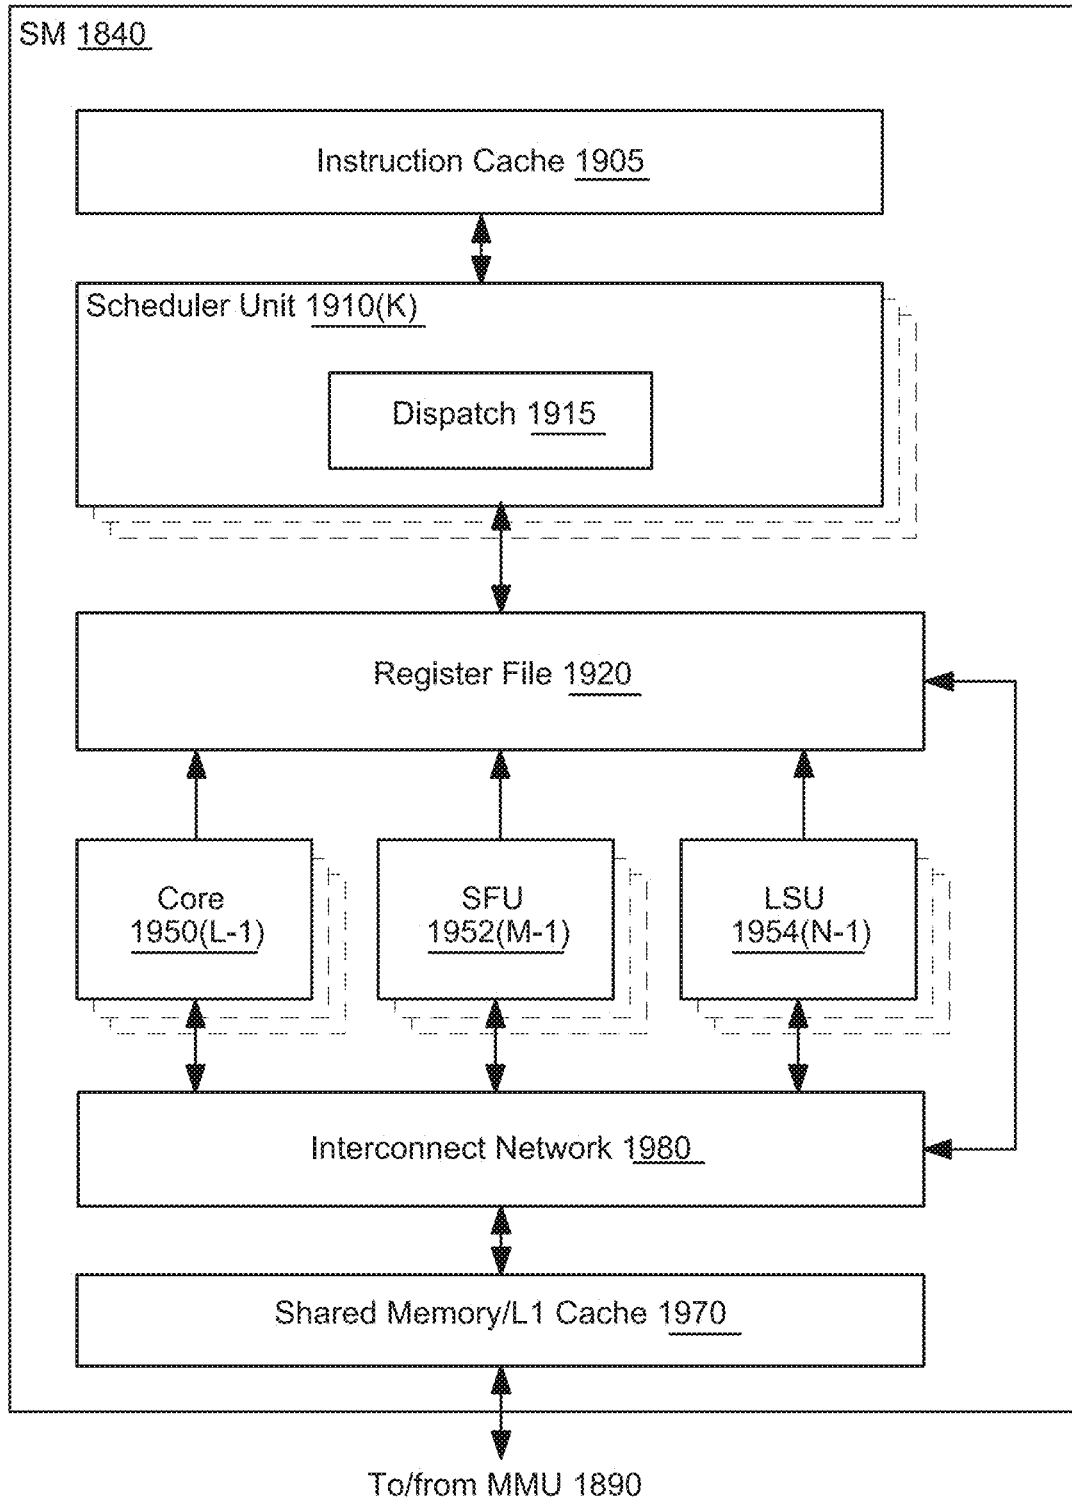 SM 1840
Instruction Cache 1905
Scheduler Unit 1910(K)
Dispatch 1915
Register File 1920
Core
1950(L-1)
SFU
1952(M-1)
LSU
1954(N-1)
Interconnect Network 1980
Shared Memory/L1 Cache 1970
To/from MMU 1890